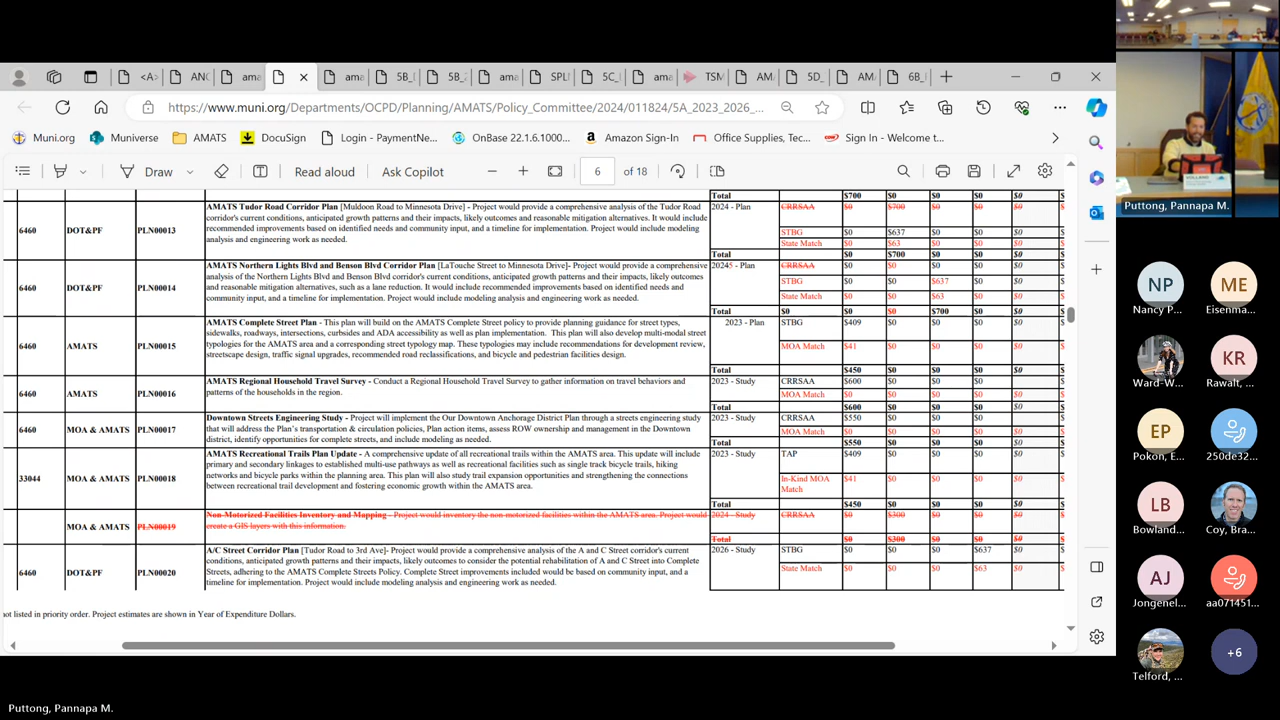 <A>
ANC
ama
ama
5B_I
5B_2
ama
SPL
5C_
ama
TSM
AM
5D_
AM
6B_I
https://www.muni.org/Departments/OCPD/Planning/AMATS/Policy_Committee/2024/011824/5A_2023_2026_...
Muni.org
Muniverse
AMATS
DocuSign
Login - PaymentNe...
OnBase 22.1.6.1000...
Amazon Sign-In
Office Supplies, Tec...
Sign In - Welcome t...
Draw
Read aloud
Ask Copilot
6
of 18
Total $700 $0 $0 $0 $0 $
6460 DOT&PF PLN00013
AMATS Tudor Road Corridor Plan [Muldoon Road to Minnesota Drive] - Project would provide a comprehensive analysis of the Tudor Road
corridor's current conditions, anticipated growth patterns and their impacts, likely outcomes and reasonable mitigation alternatives. It would include
recommended improvements based on identified needs and community input, and a timeline for implementation. Project would include modeling
analysis and engineering work as needed.
2024 - Plan CRRSAA $0 $700 $0 $0 $0 $
STBG $0 $637 $0 $0 $0 $
State Match $0 $63 $0 $0 $0 $
Total $0 $700 $0 $0 $0 $
6460 DOT&PF PLN00014
AMATS Northern Lights Blvd and Benson Blvd Corridor Plan [LaTouche Street to Minnesota Drive]- Project would provide a comprehensive
analysis of the Northern Lights Blvd and Benson Blvd corridor's current conditions, anticipated growth patterns and their impacts, likely outcomes
and reasonable mitigation alternatives, such as a lane reduction. It would include recommended improvements based on identified needs and
community input, and a timeline for implementation. Project would include modeling analysis and engineering work as needed.
20245 - Plan CRRSAA $0 $0 $0 $0 $0 $
STBG $0 $0 $637 $0 $0 $
State Match $0 $0 $63 $0 $0 $
Total $0 $0 $700 $0 $0 $
6460 AMATS PLN00015
AMATS Complete Street Plan - This plan will build on the AMATS Complete Street policy to provide planning guidance for street types,
sidewalks, roadways, intersections, curbsides and ADA accessibility as well as plan implementation. This plan will also develop multi-modal street
typologies for the AMATS area and a corresponding street typology map. These typologies may include recommendations for development review,
streetscape design, traffic signal upgrades, recommended road reclassifications, and bicycle and pedestrian facilities design.
2023 - Plan STBG $409 $0 $0 $0 $0 $
MOA Match $41 $0 $0 $0 $0 $
Total $450 $0 $0 $0 $0 $
6460 AMATS PLN00016
AMATS Regional Household Travel Survey - Conduct a Regional Household Travel Survey to gather information on travel behaviors and
patterns of the households in the region.
2023 - Study CRRSAA $600 $0 $0 $0 $0 $
MOA Match $0 $0 $0 $0 $0 $
Total $600 $0 $0 $0 $0 $
6460 MOA & AMATS PLN00017
Downtown Streets Engineering Study - Project will implement the Our Downtown Anchorage District Plan through a streets engineering study
that will address the Plan's transportation & circulation policies, Plan action items, assess ROW ownership and management in the Downtown
district, identify opportunities for complete streets, and include modeling as needed.
2023 - Study CRRSAA $550 $0 $0 $0 $0 $
MOA Match $0 $0 $0 $0 $0 $
Total $550 $0 $0 $0 $0 $
33044 MOA & AMATS PLN00018
AMATS Recreational Trails Plan Update - A comprehensive update of all recreational trails within the AMATS area. This update will include
primary and secondary linkages to established multi-use pathways as well as recreational facilities such as single track bicycle trails, hiking
networks and bicycle parks within the planning area. This plan will also study trail expansion opportunities and strengthening the connections
between recreational trail development and fostering economic growth within the AMATS area.
2023 - Study TAP $409 $0 $0 $0 $0 $
In-Kind MOA
Match $41 $0 $0 $0 $0 $
Total $450 $0 $0 $0 $0 $
MOA & AMATS PLN00019
Non-Motorized Facilities Inventory and Mapping - Project would inventory the non-motorized facilities within the AMATS area. Project would
create a GIS layers with this information.
2024 - Study CRRSAA $0 $300 $0 $0 $0 $
Total $0 $300 $0 $0 $0 $
6460 DOT&PF PLN00020
A/C Street Corridor Plan [Tudor Road to 3rd Ave]- Project would provide a comprehensive analysis of the A and C Street corridor's current
conditions, anticipated growth patterns and their impacts, likely outcomes to consider the potential rehabilitation of A and C Street into Complete
Streets, adhering to the AMATS Complete Streets Policy. Complete Street improvements included would be based on community input, and a
timeline for implementation. Project would include modeling analysis and engineering work as needed.
2026 - Study STBG $0 $0 $0 $637 $0 $
State Match $0 $0 $0 $63 $0 $
not listed in priority order. Project estimates are shown in Year of Expenditure Dollars.
Puttong, Pannapa M.
HOLLAND
Puttong, Pannapa M.
NP
ME
Nancy P...
Eisenma...
KR
Ward-W...
Rawalt, ...
EP
Pokon, E...
250de32...
LB
Bowland...
Coy, Bra...
AJ
Jongenel...
aa071451...
Telford, ...
+6